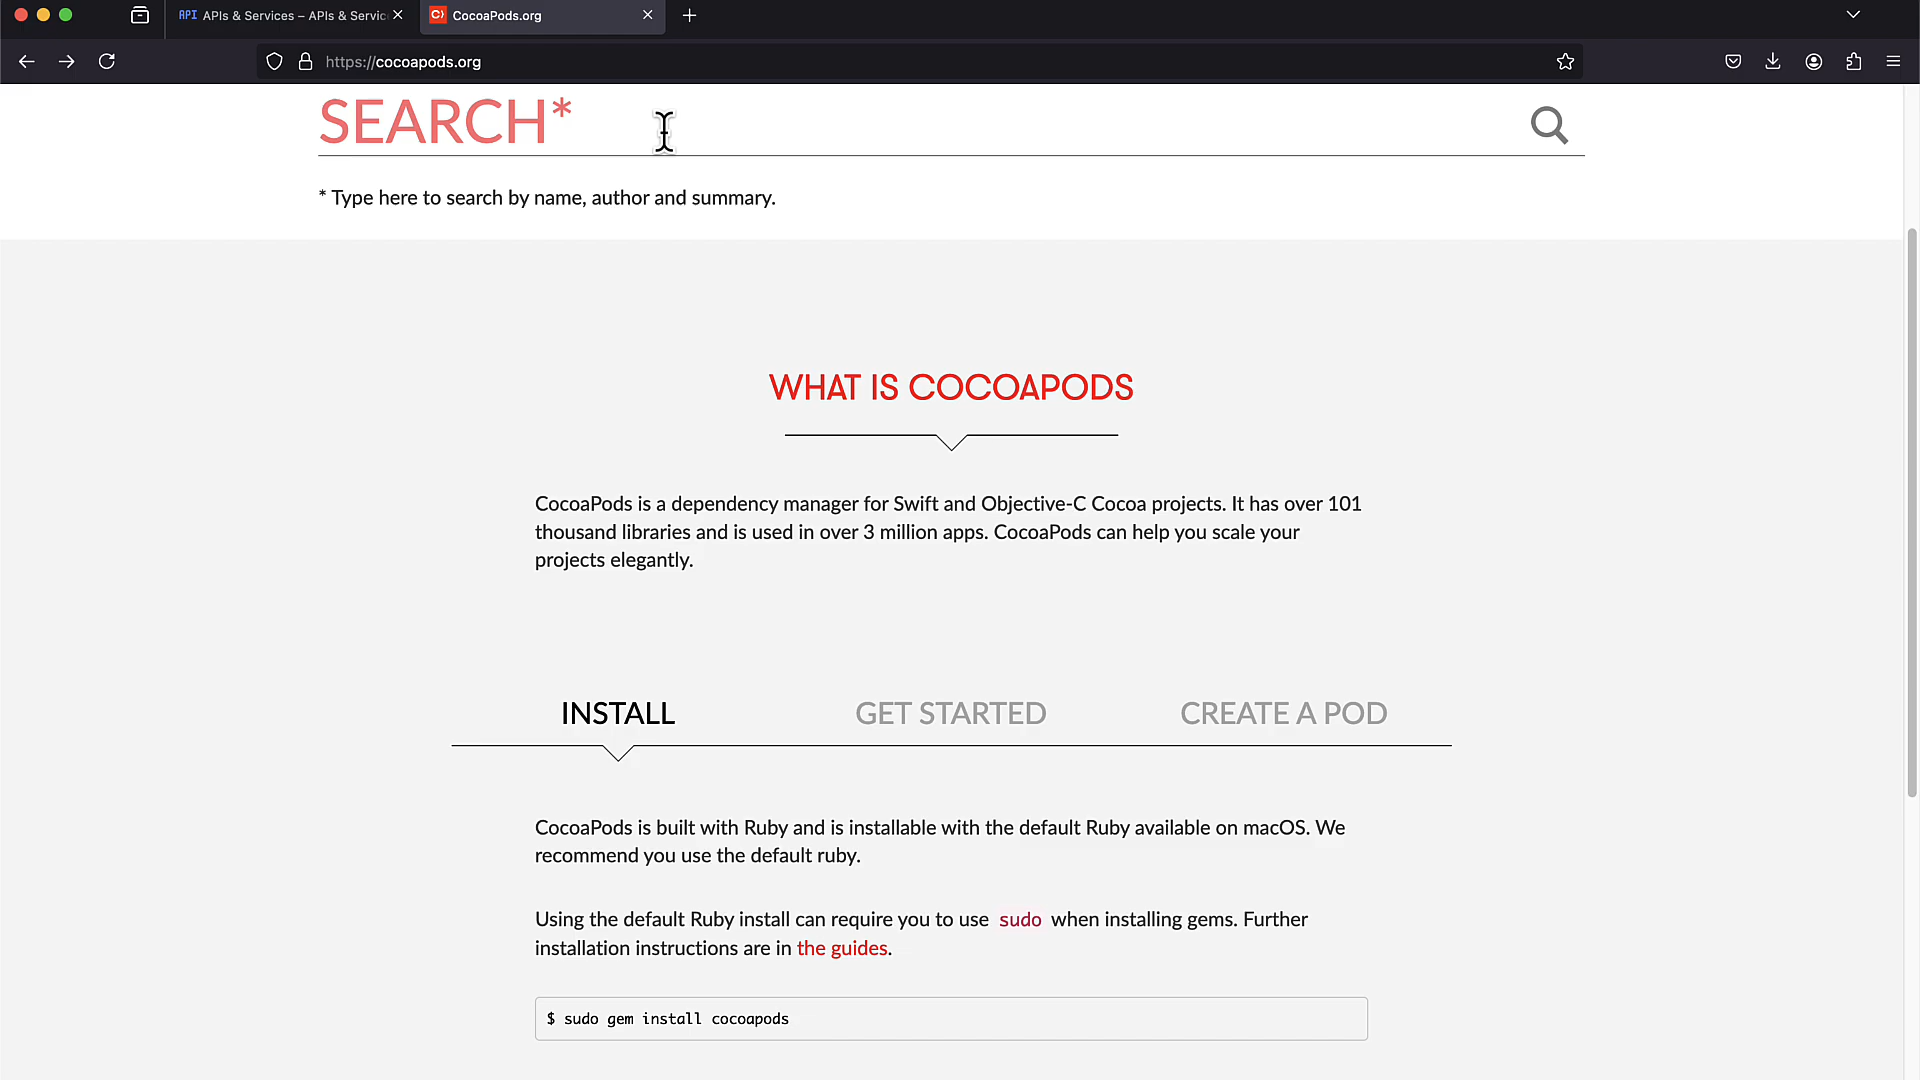 API APIs & Services – APIs & Servic
CocoaPods.org
https://cocoapods.org
SEARCH*
* Type here to search by name, author and summary.
WHAT IS COCOAPODS
CocoaPods is a dependency manager for Swift and Objective-C Cocoa projects. It has over 101
thousand libraries and is used in over 3 million apps. CocoaPods can help you scale your
projects elegantly.
INSTALL GET STARTED CREATE A POD
CocoaPods is built with Ruby and is installable with the default Ruby available on macOS. We
recommend you use the default ruby.
Using the default Ruby install can require you to use sudo when installing gems. Further
installation instructions are in the guides.
$ sudo gem install cocoapods